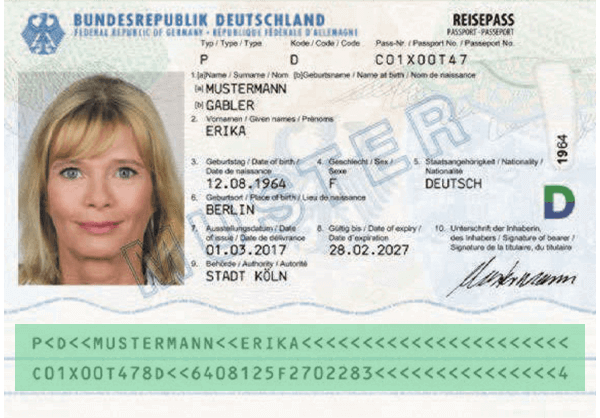 BUNDESREPUBLIK DEUTSCHLAND
FEDERAL REPUBLIC OF GERMANY · RÉPUBLIQUE FÉDÉRALE D'ALLEMAGNE
REISEPASS
PASSPORT · PASSEPORT
Typ / Type / Type Kode / Code / Code Pass-Nr. / Passport No. / Passeport No
P D C01X00T47
1.[a]Name / Surname / Nom [b]Geburtsname / Name at birth / Nom de naissance
[a] MUSTERMANN
[b] GABLER
2. Vornamen / Given names / Prénoms
ERIKA
3. Geburtstag / Date of birth / Date de naissance
12.08.1964
4. Geschlecht / Sex / Sexe
F
5. Staatsangehörigkeit / Nationality / Nationalité
DEUTSCH
6. Geburtsort / Place of birth / Lieu de naissance
BERLIN
7. Ausstellungsdatum / Date of issue / Date de délivrance
01.03.2017
8. Gültig bis / Date of expiry / Date d'expiration
28.02.2027
9. Behörde / Authority / Autorité
STADT KÖLN
10. Unterschrift der Inhaberin, des Inhabers / Signature of bearer / Signature de la titulaire, du titulaire
Mustermann
1964
D
MUSTER
P<D<<MUSTERMANN<<ERIKA<<<<<<<<<<<<<<<<<<<<<<
C01X00T478D<<6408125F2702283<<<<<<<<<<<<<<<4